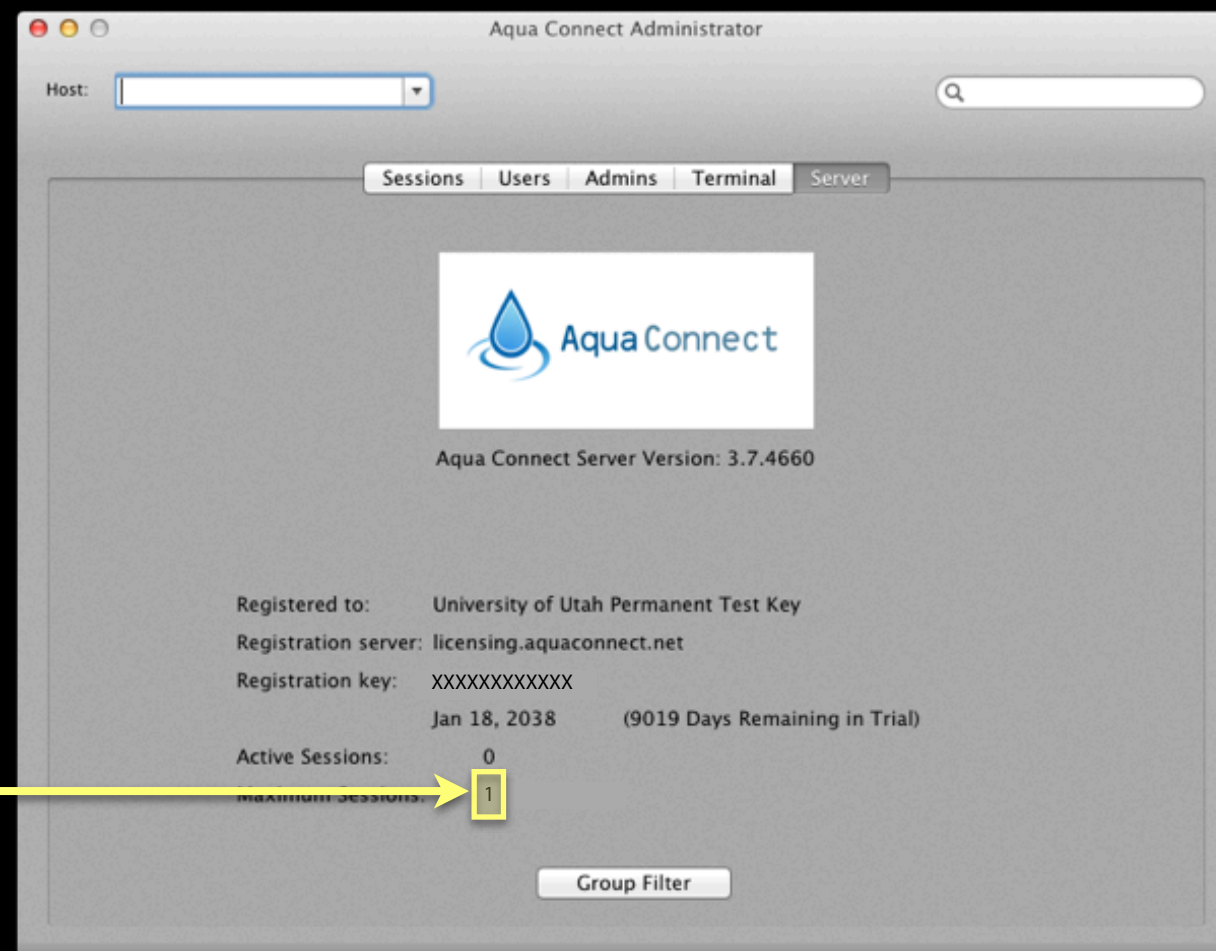 Aqua Connect Administrator
Host:
Sessions Users Admins Terminal Server
Aqua Connect
Aqua Connect Server Version: 3.7.4660
Registered to: University of Utah Permanent Test Key
Registration server: licensing.aquaconnect.net
Registration key: XXXXXXXXXXXX
Jan 18, 2038 (9019 Days Remaining in Trial)
Active Sessions: 0
Maximum Sessions: 1
Group Filter